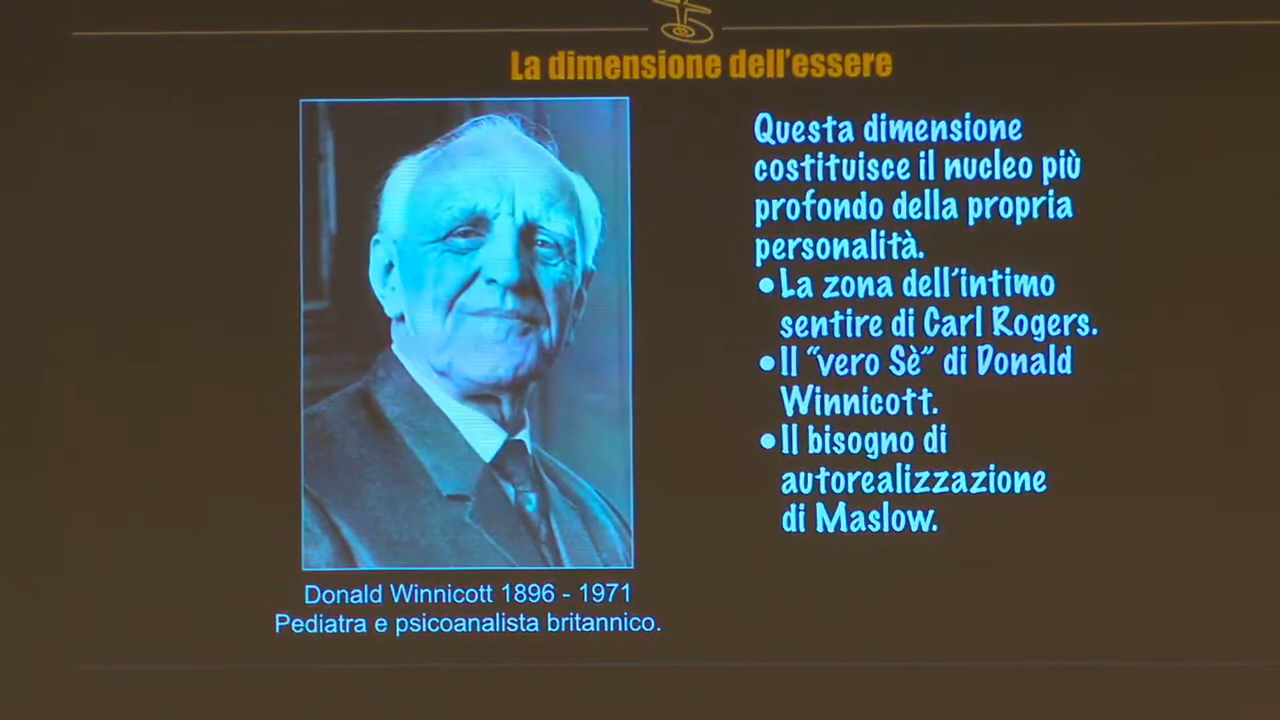 La dimensione dell'essere
Questa dimensione
costituisce il nucleo più
profondo della propria
personalità.
•La zona dell'intimo
sentire di Carl Rogers.
•Il “vero Sè” di Donald
Winnicott.
•Il bisogno di
autorealizzazione
di Maslow.
Donald Winnicott 1896 - 1971
Pediatra e psicoanalista britannico.